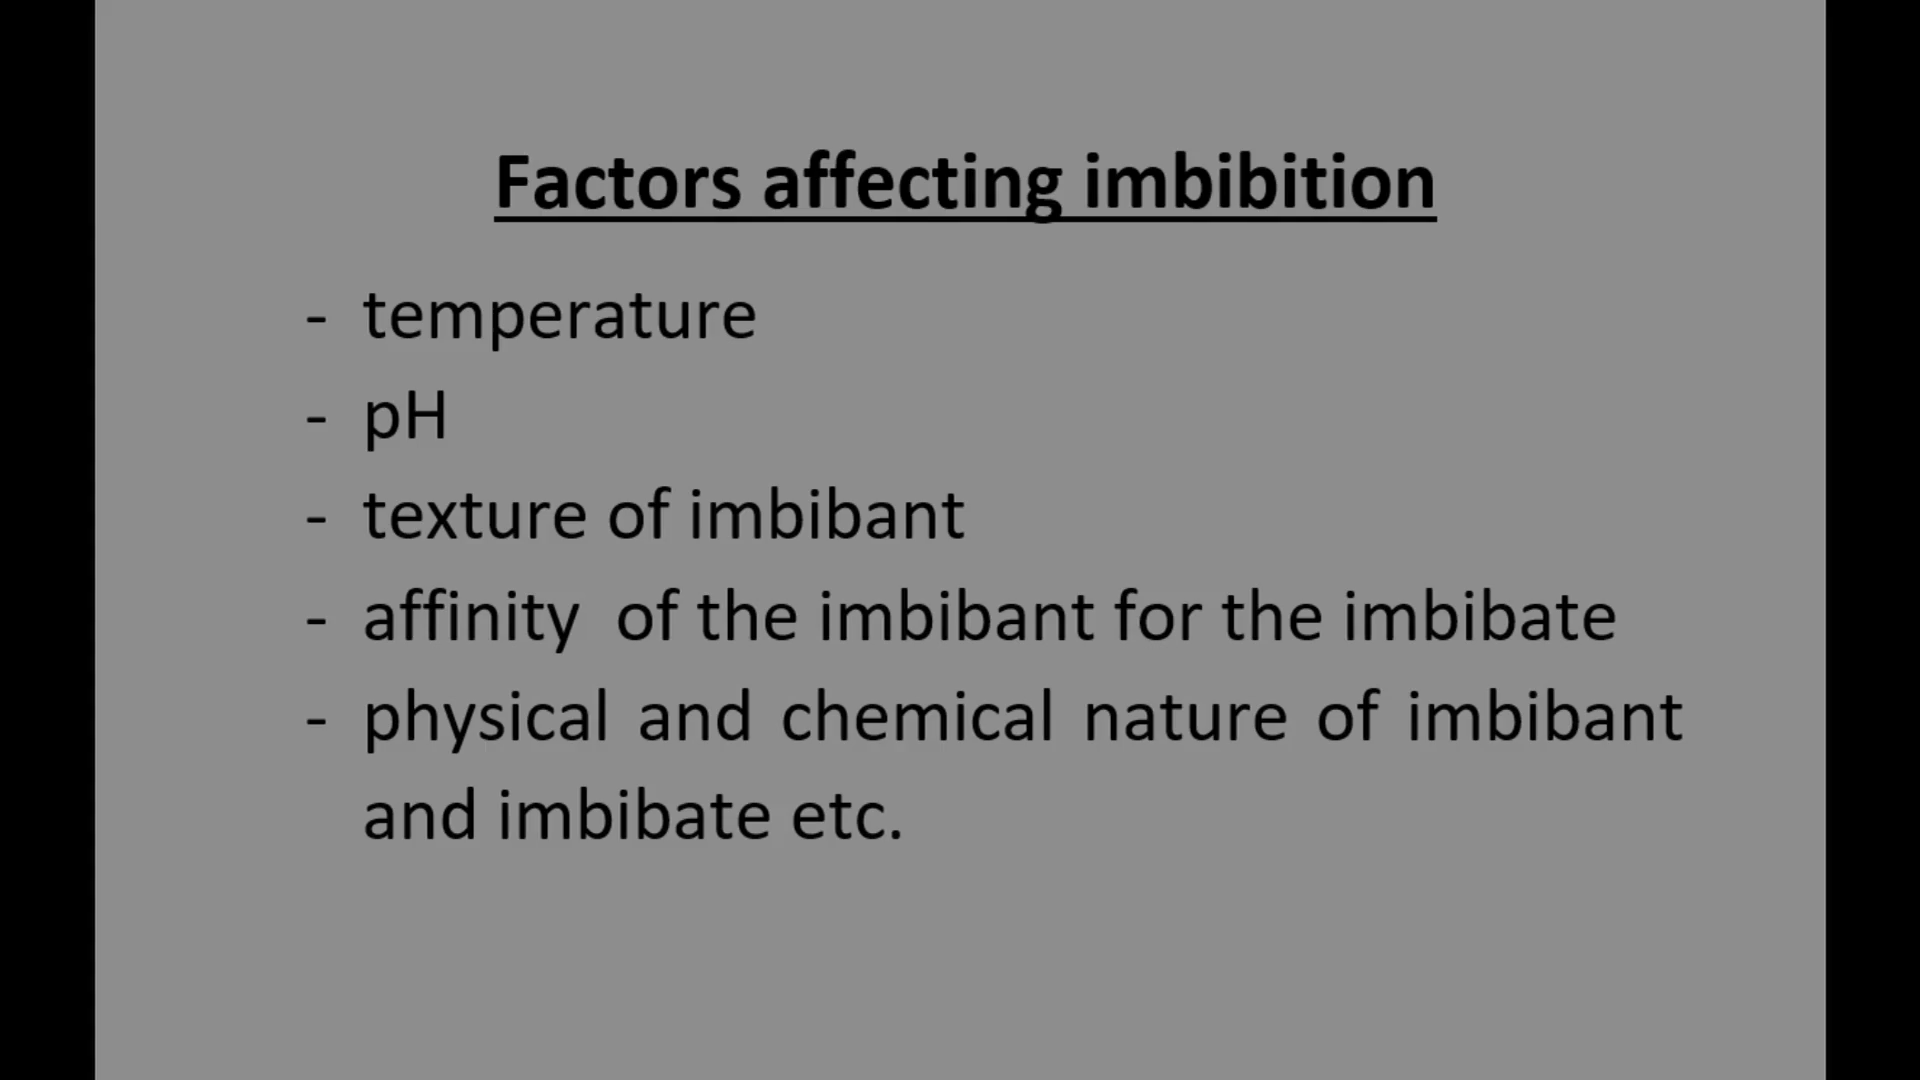 Factors affecting imbibition
- temperature
- pH
- texture of imbibant
- affinity of the imbibant for the imbibate
- physical and chemical nature of imbibant
and imbibate etc.